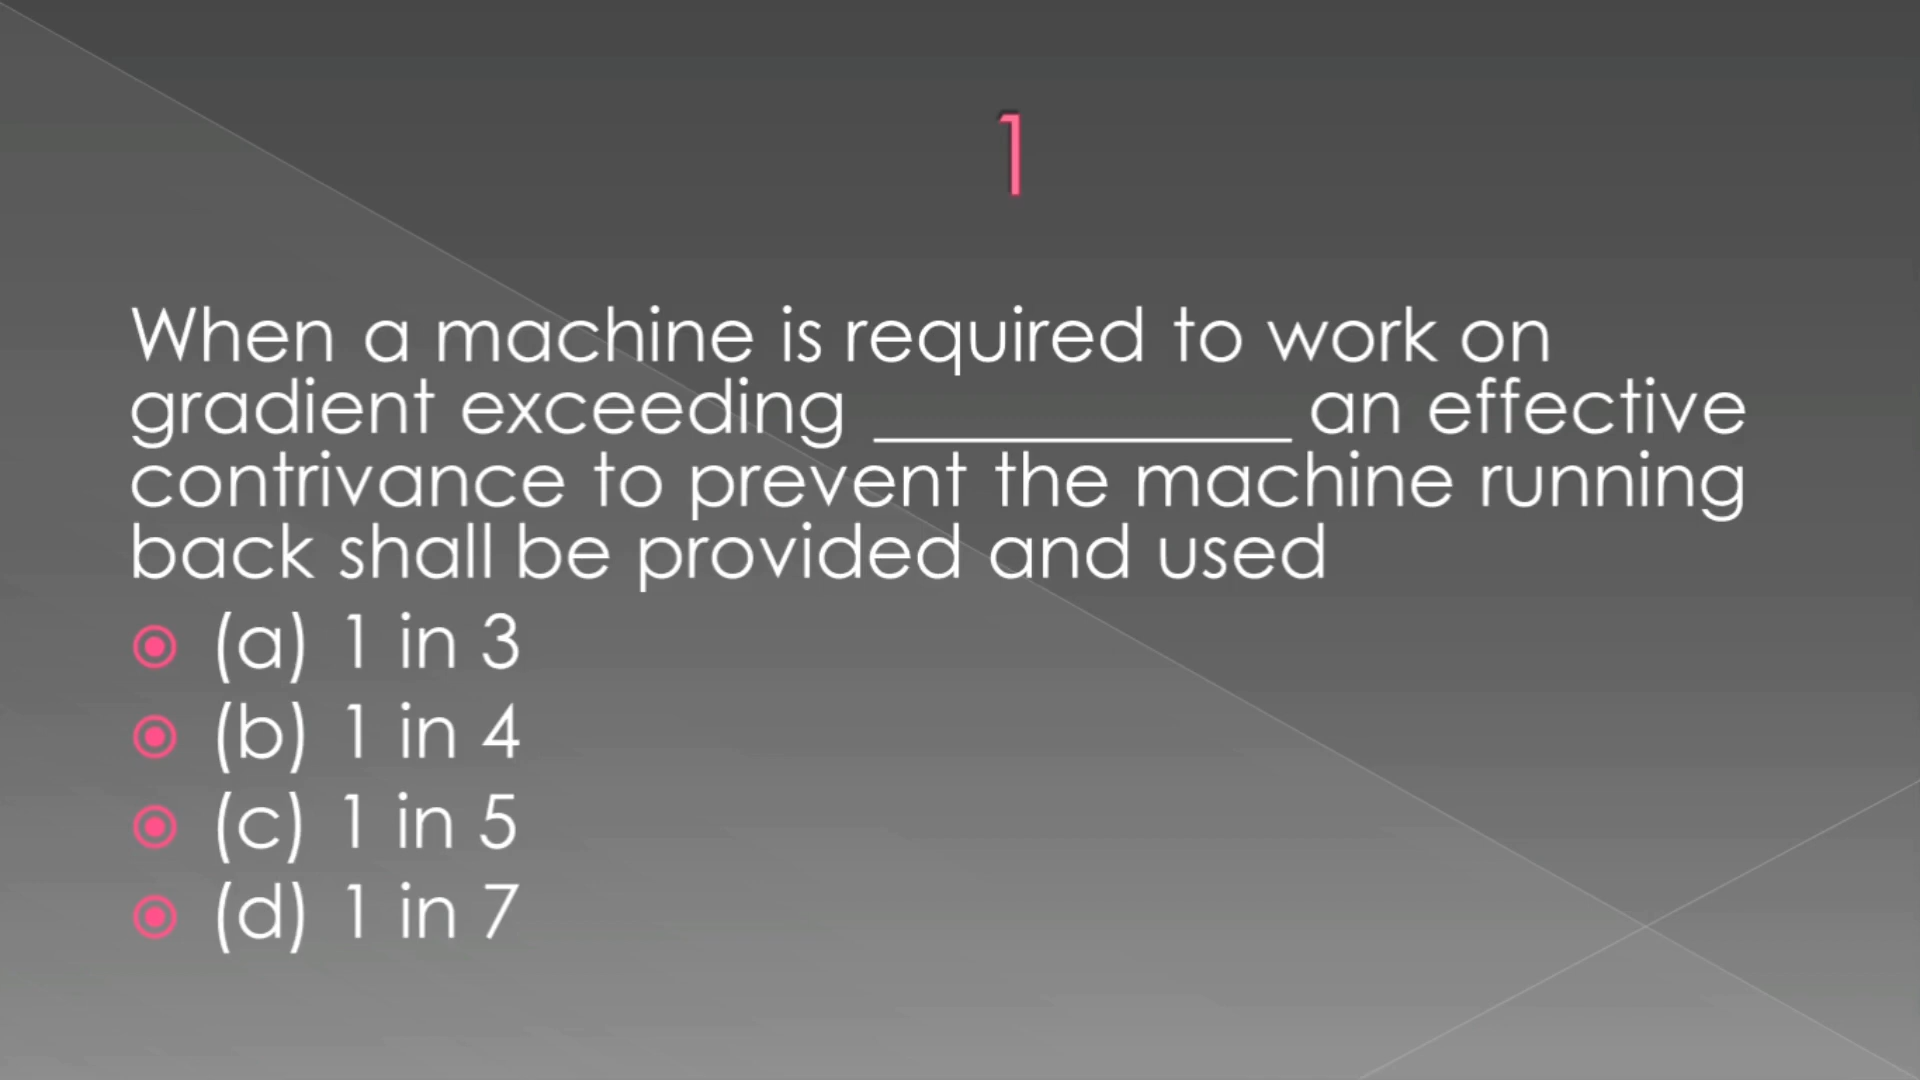 1
When a machine is required to work on
gradient exceeding ____________ an effective
contrivance to prevent the machine running
back shall be provided and used
(a) 1 in 3
(b) 1 in 4
(c) 1 in 5
(d) 1 in 7